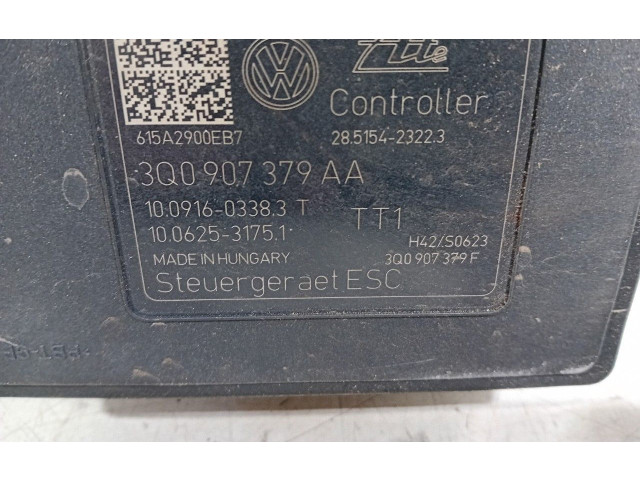 Ate
Controller
615A2900EB7 28.5154-2322.3
3Q0 907 379 AA
10.0916-0338.3 T TT1
10.0625-3175.1 H42/S0623
MADE IN HUNGARY 3Q0 907 379 F
Steuergeraet ESC